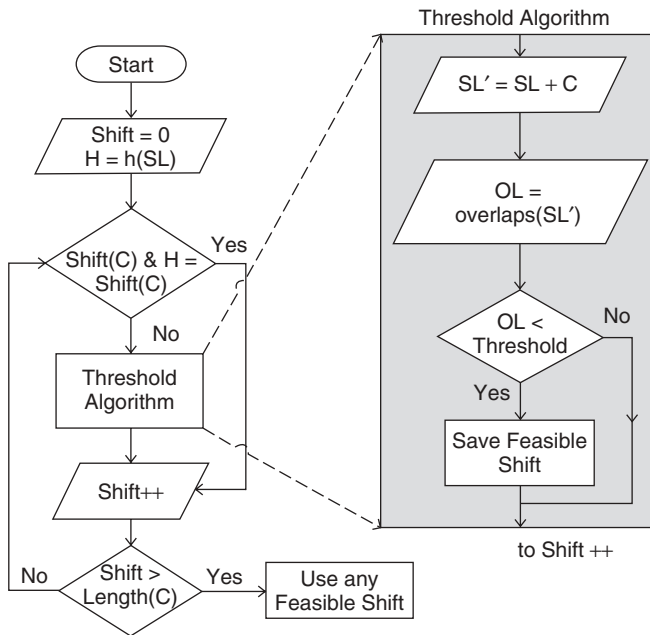 Start
Shift = 0
H = h(SL)
Shift(C) & H =
Shift(C)
Yes
No
Threshold
Algorithm
Shift++
Shift >
Length(C)
No
Yes
Use any
Feasible Shift
Threshold Algorithm
SL′ = SL + C
OL =
overlaps(SL′)
OL <
Threshold
No
Yes
Save Feasible
Shift
to Shift ++